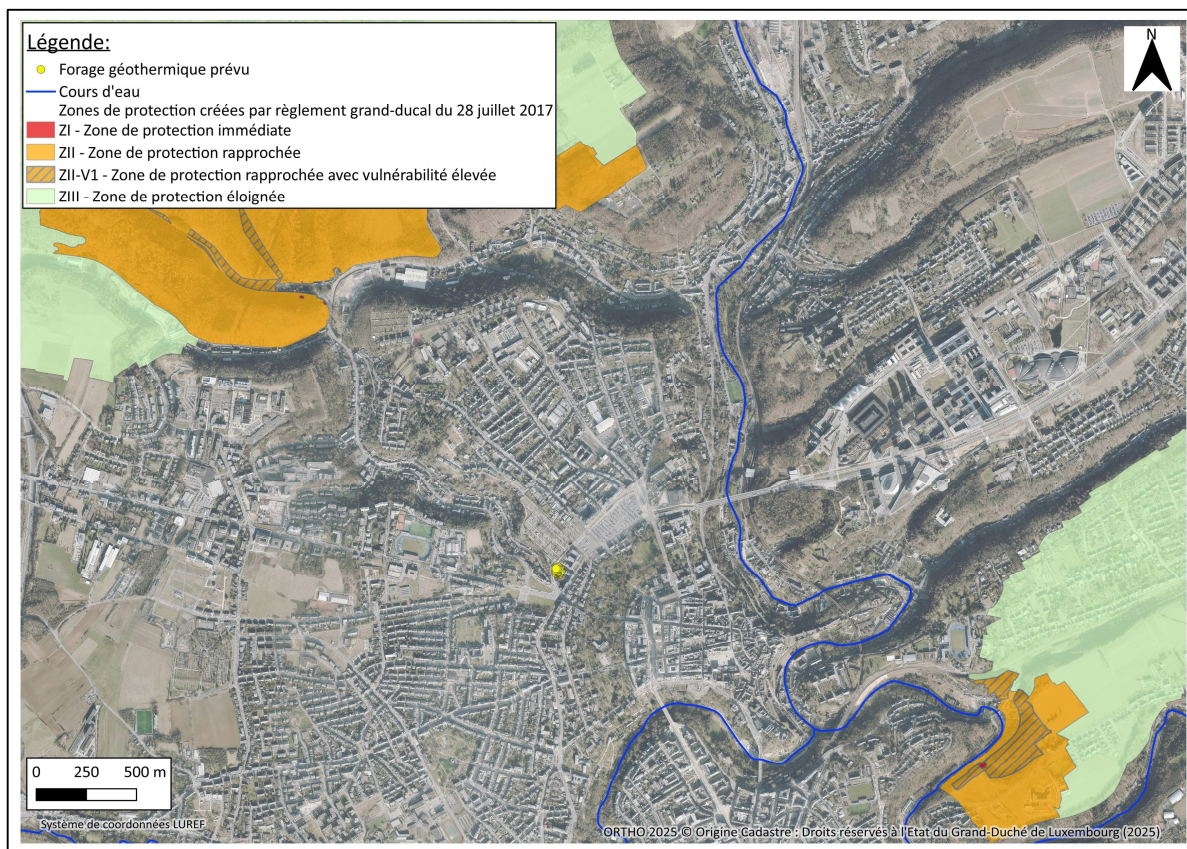 Légende:
Forage géothermique prévu
Cours d'eau
Zones de protection créées par règlement grand-ducal du 28 juillet 2017
ZI - Zone de protection immédiate
ZII - Zone de protection rapprochée
ZII-V1 - Zone de protection rapprochée avec vulnérabilité élevée
ZIII - Zone de protection éloignée
N
0 250 500 m
Système de coordonnées LUREF
ORTHO 2025 © Origine Cadastre : Droits réservés à l'Etat du Grand-Duché de Luxembourg (2025)